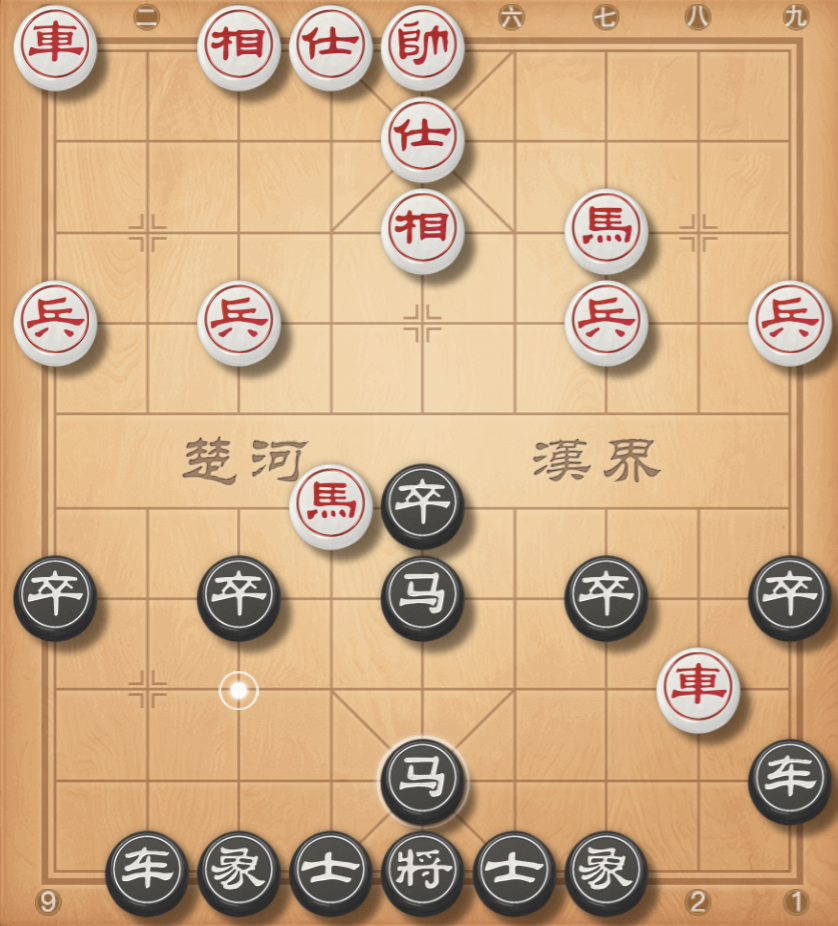 二 六 七 八 九
車 相 仕 帥
仕
相 馬
兵 兵 兵 兵
楚河 漢界
馬 卒
卒 卒 马 卒 卒
車
马 车
车 象 士 將 士 象
9 2 1